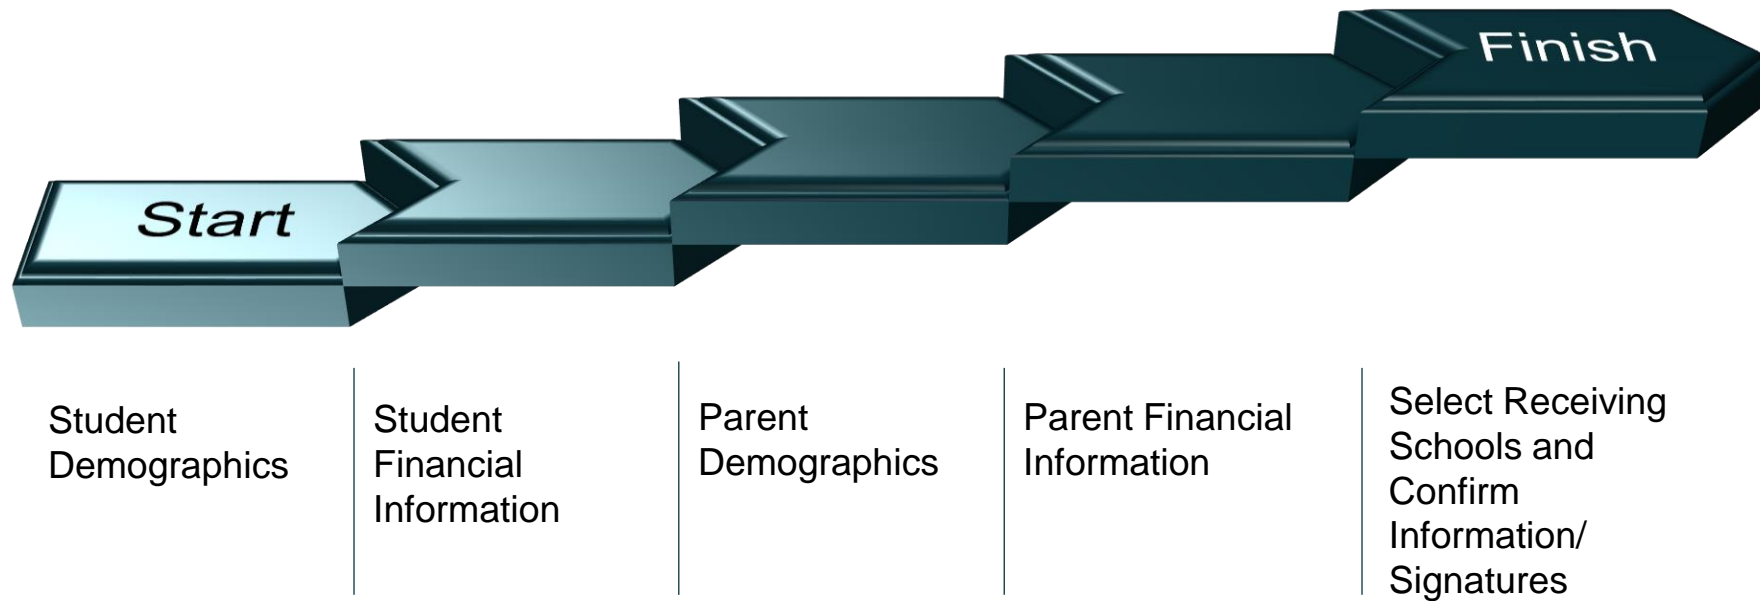 Start
Finish
Student
Demographics
Student
Financial
Information
Parent
Demographics
Parent Financial
Information
Select Receiving
Schools and
Confirm
Information/
Signatures